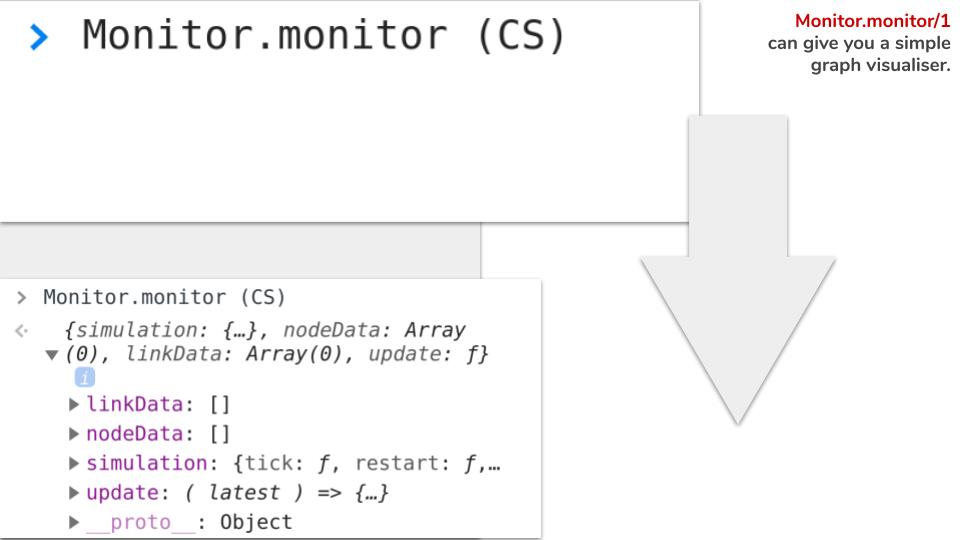 > Monitor.monitor (CS)
Monitor.monitor/1
can give you a simple
graph visualiser.
> Monitor.monitor (CS)
{simulation: {…}, nodeData: Array
(0), linkData: Array(0), update: ƒ}
i
linkData: []
nodeData: []
simulation: {tick: ƒ, restart: ƒ,…
update: ( latest ) => {…}
__proto__: Object